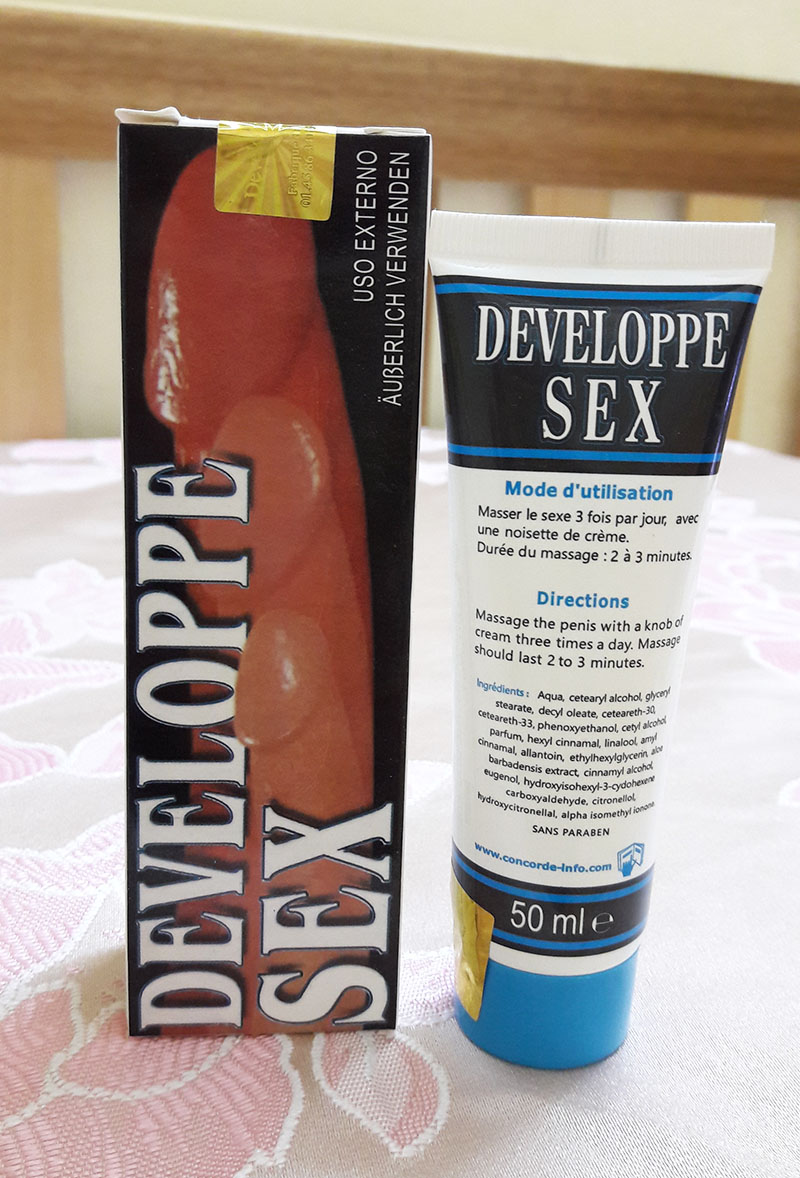 USO EXTERNO
ÄUßERLICH VERWENDEN
DEVELOPPE
SEX
DEVELOPPE
SEX
Mode d'utilisation
Masser le sexe 3 fois par jour, avec
une noisette de crème.
Durée du massage : 2 à 3 minutes.
Directions
Massage the penis with a knob of
cream three times a day. Massage
should last 2 to 3 minutes.
Ingrédients : Aqua, cetearyl alcohol, glyceryl
stearate, decyl oleate, ceteareth-30,
ceteareth-33, phenoxyethanol, cetyl alcohol,
parfum, hexyl cinnamal, linalool, amyl
cinnamal, allantoin, ethylhexylglycerin, aloe
barbadensis extract, cinnamyl alcohol,
eugenol, hydroxyisohexyl-3-cydohexene
carboxyaldehyde, citronellol,
hydroxycitronellal, alpha isomethyl ionone.
SANS PARABEN
www.concorde-info.com
50 ml e